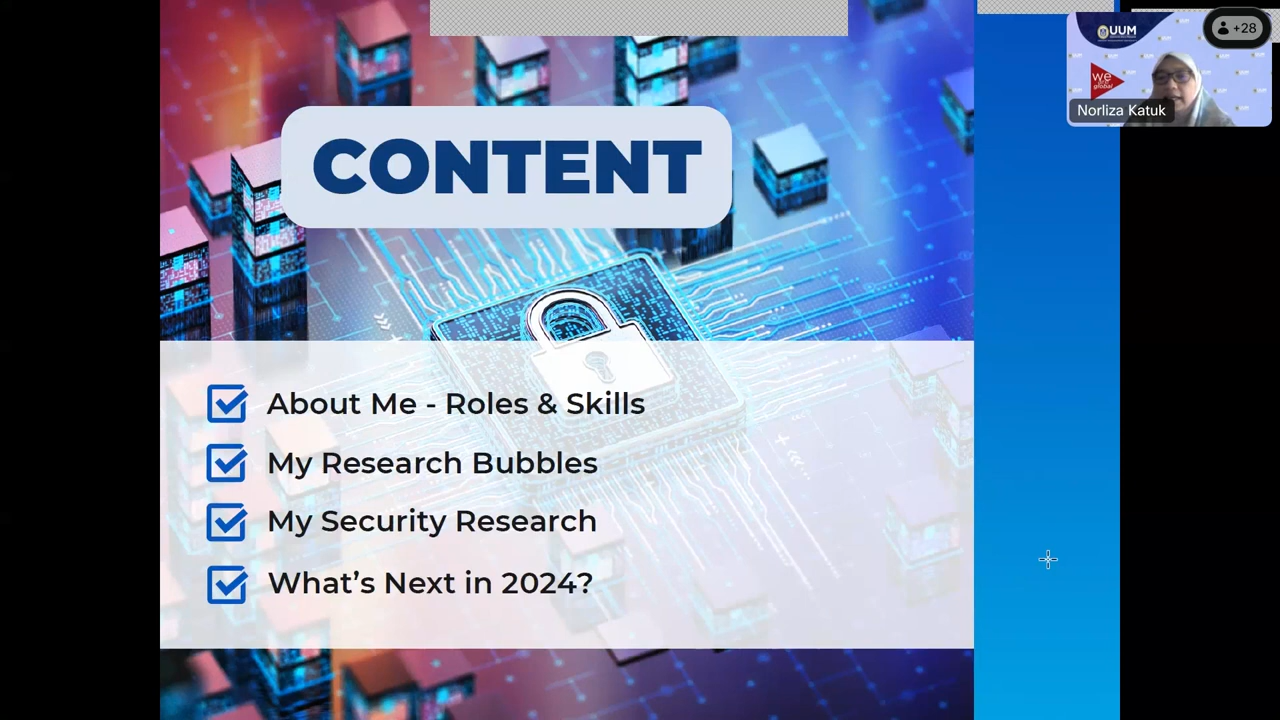 CONTENT
About Me - Roles & Skills
My Research Bubbles
My Security Research
What's Next in 2024?
UUM
+28
we
global
Norliza Katuk